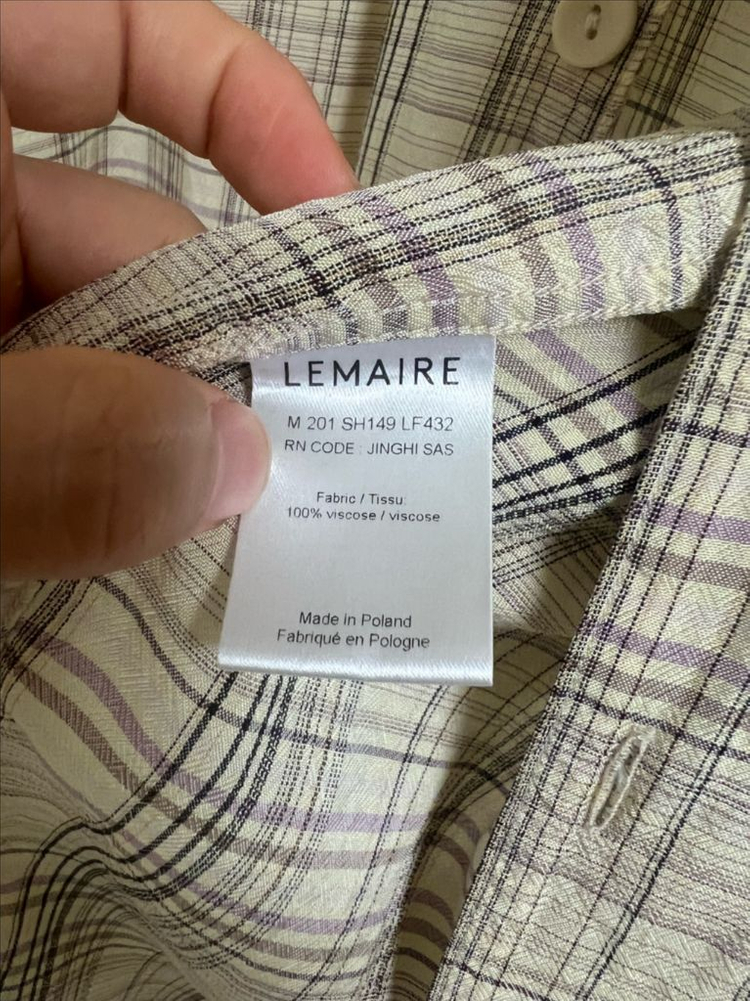 LEMAIRE
M 201 SH149 LF432
RN CODE : JINGHI SAS
Fabric / Tissu:
100% viscose / viscose
Made in Poland
Fabriqué en Pologne